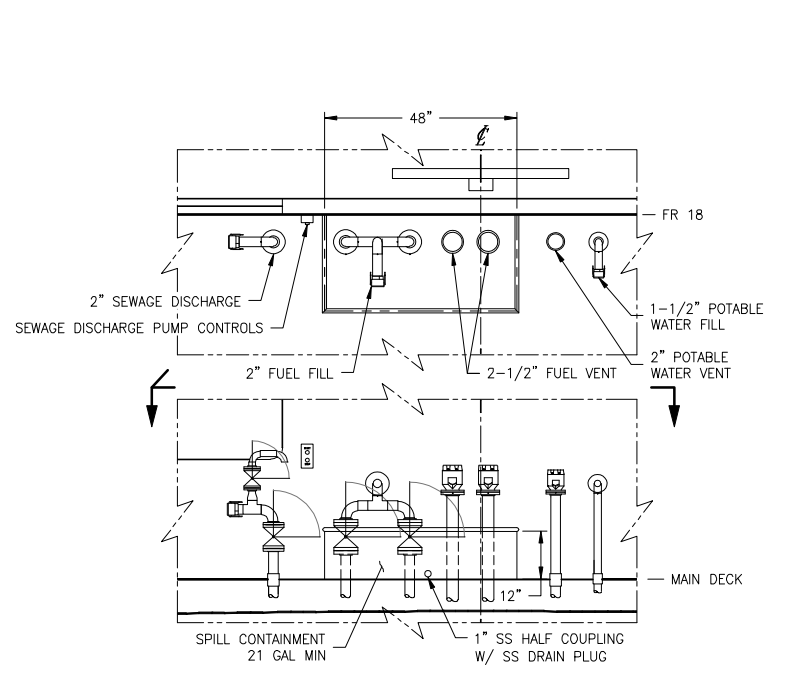 48"
℄
FR 18
2" SEWAGE DISCHARGE
SEWAGE DISCHARGE PUMP CONTROLS
1-1/2" POTABLE
WATER FILL
2" FUEL FILL
2-1/2" FUEL VENT
2" POTABLE
WATER VENT
MAIN DECK
12"
SPILL CONTAINMENT
21 GAL MIN
1" SS HALF COUPLING
W/ SS DRAIN PLUG